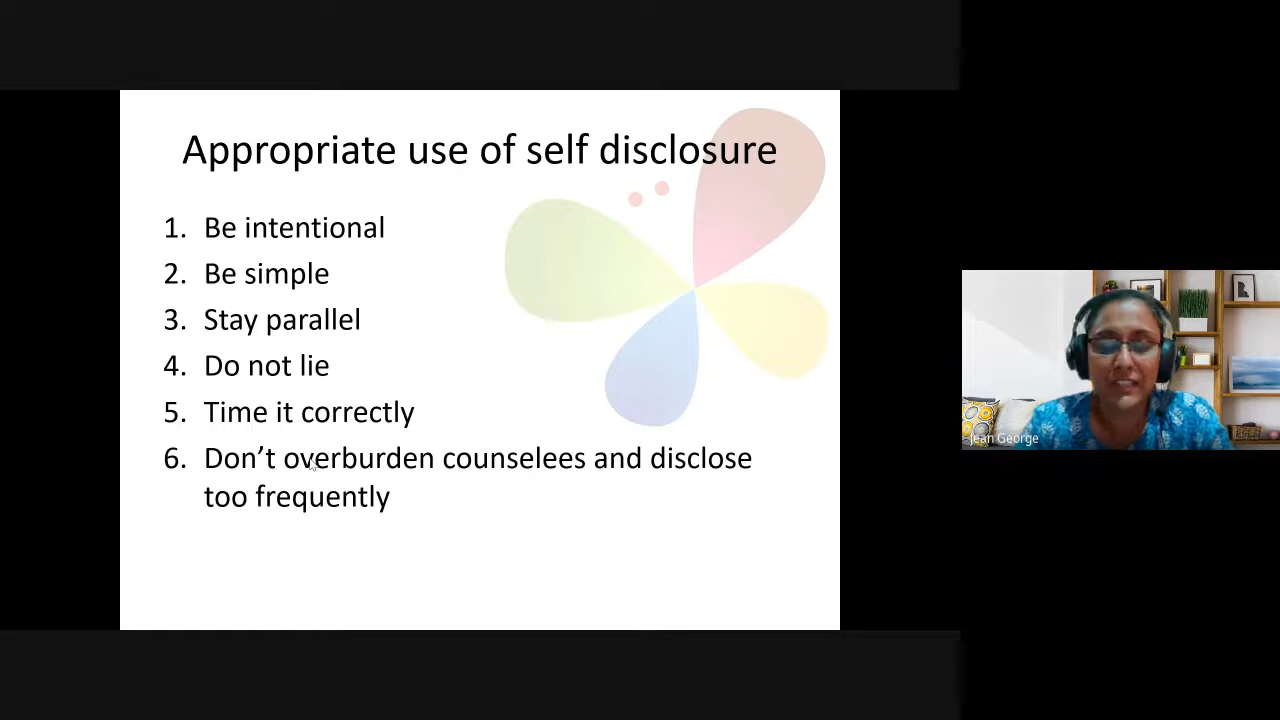 Appropriate use of self disclosure
1. Be intentional
2. Be simple
3. Stay parallel
4. Do not lie
5. Time it correctly
6. Don’t overburden counselees and disclose
too frequently
Jean George